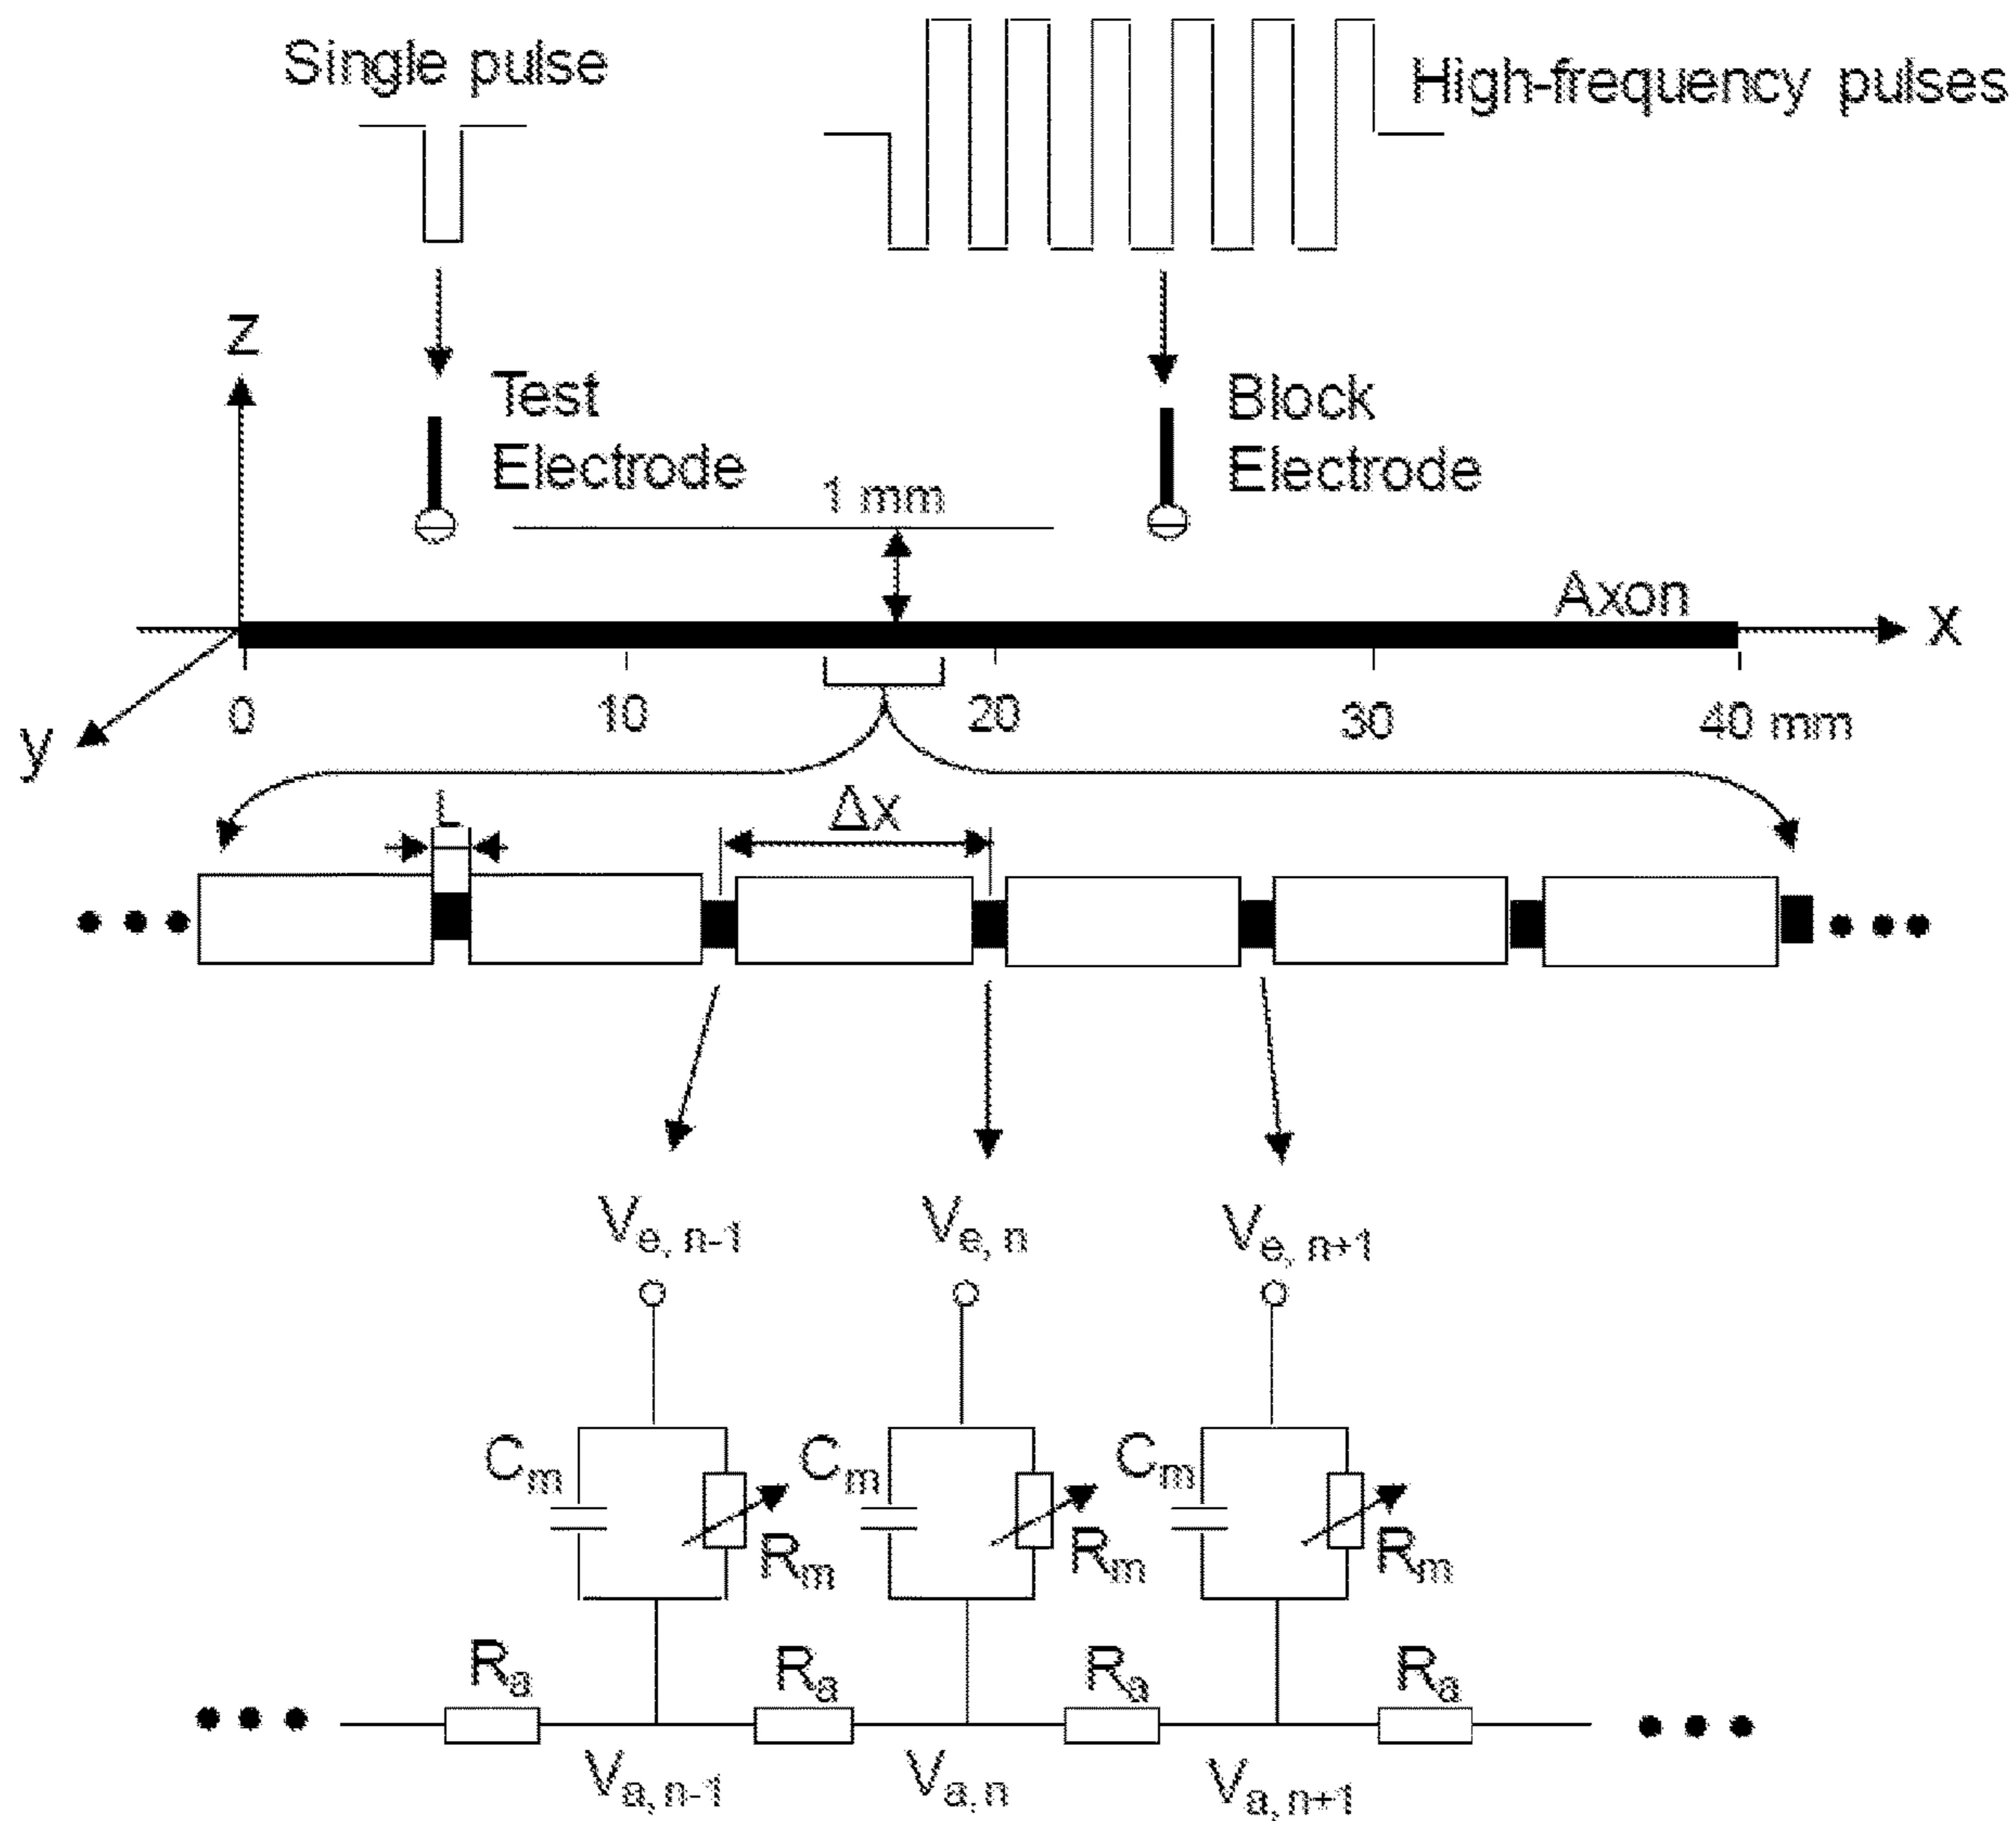 Single pulse
High-frequency pulses
z
Test
Electrode
Block
Electrode
1 mm
Axon
x
y
0
10
20
30
40 mm
L
Δx
Ve, n-1
Ve, n
Ve, n+1
Cm
Rm
Cm
Rm
Cm
Rm
Ra
Ra
Ra
Ra
Va, n-1
Va, n
Va, n+1